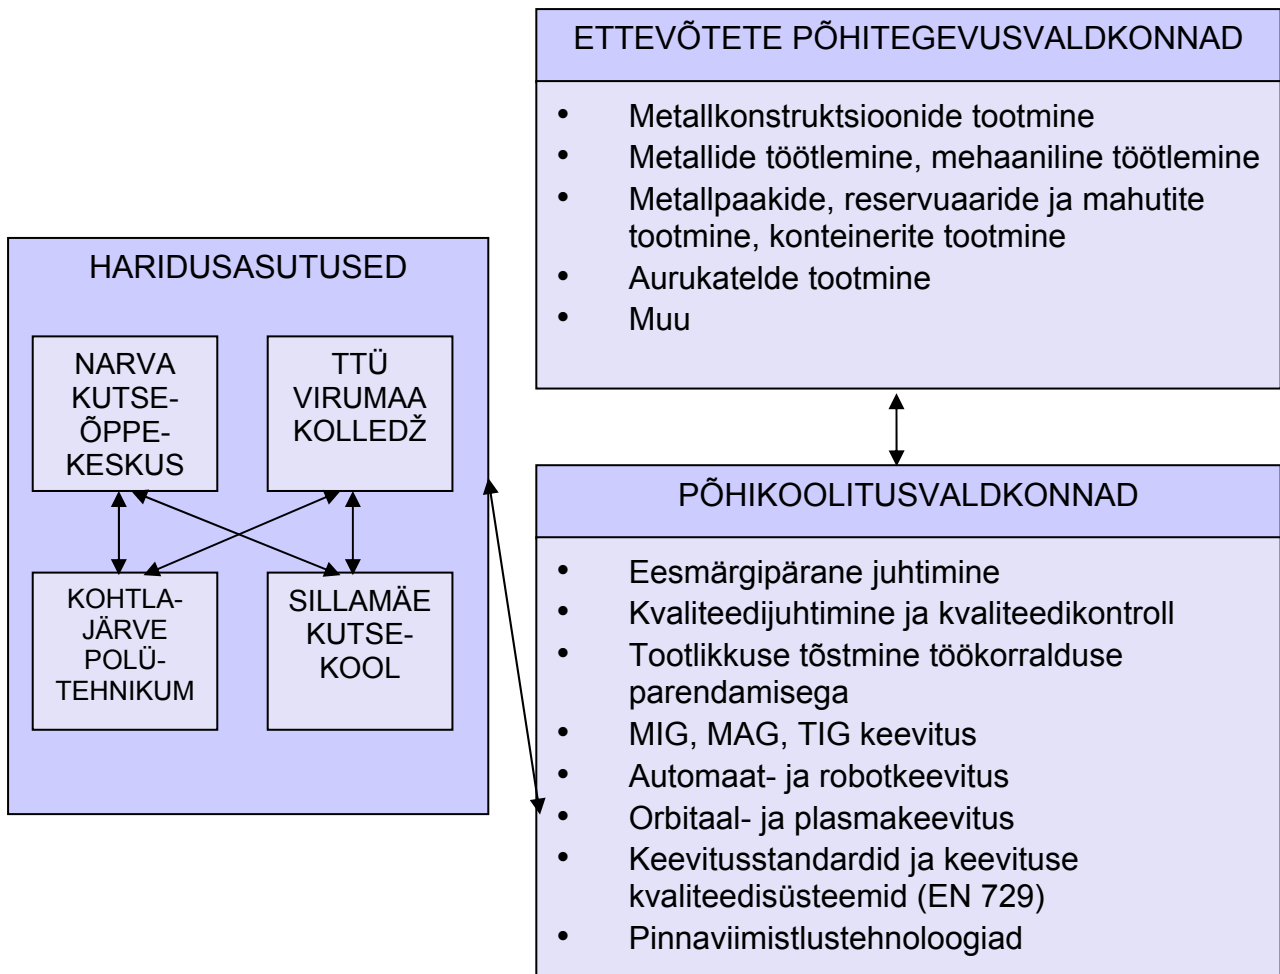 ETTEVÕTETE PÕHITEGEVUSVALDKONNAD
• Metallkonstruktsioonide tootmine
• Metallide töötlemine, mehaaniline töötlemine
• Metallpaakide, reservuaaride ja mahutite
tootmine, konteinerite tootmine
• Aurukatelde tootmine
• Muu
HARIDUSASUTUSED
NARVA
KUTSE-
ÕPPE-
KESKUS
TTÜ
VIRUMAA
KOLLEDŽ
KOHTLA-
JÄRVE
POLÜ-
TEHNIKUM
SILLAMÄE
KUTSE-
KOOL
PÕHIKOOLITUSVALDKONNAD
• Eesmärgipärane juhtimine
• Kvaliteedijuhtimine ja kvaliteedikontroll
• Tootlikkuse tõstmine töökorralduse
parendamisega
• MIG, MAG, TIG keevitus
• Automaat- ja robotkeevitus
• Orbitaal- ja plasmakeevitus
• Keevitusstandardid ja keevituse
kvaliteedisüsteemid (EN 729)
• Pinnaviimistlustehnoloogiad